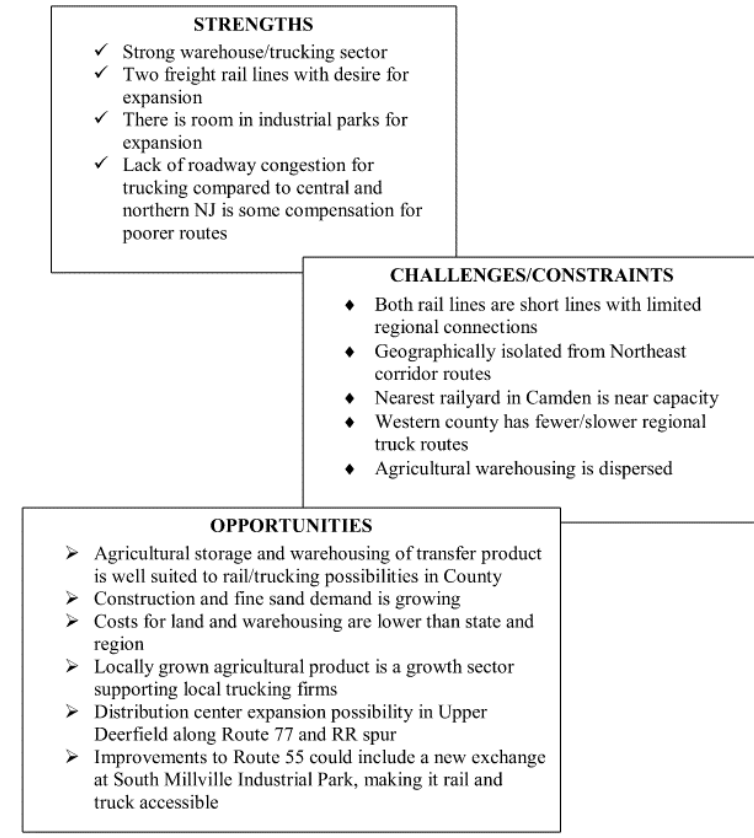 STRENGTHS
✓ Strong warehouse/trucking sector
✓ Two freight rail lines with desire for
expansion
✓ There is room in industrial parks for
expansion
✓ Lack of roadway congestion for
trucking compared to central and
northern NJ is some compensation for
poorer routes
CHALLENGES/CONSTRAINTS
♦ Both rail lines are short lines with limited
regional connections
♦ Geographically isolated from Northeast
corridor routes
♦ Nearest railyard in Camden is near capacity
♦ Western county has fewer/slower regional
truck routes
♦ Agricultural warehousing is dispersed
OPPORTUNITIES
➢ Agricultural storage and warehousing of transfer product
is well suited to rail/trucking possibilities in County
➢ Construction and fine sand demand is growing
➢ Costs for land and warehousing are lower than state and
region
➢ Locally grown agricultural product is a growth sector
supporting local trucking firms
➢ Distribution center expansion possibility in Upper
Deerfield along Route 77 and RR spur
➢ Improvements to Route 55 could include a new exchange
at South Millville Industrial Park, making it rail and
truck accessible